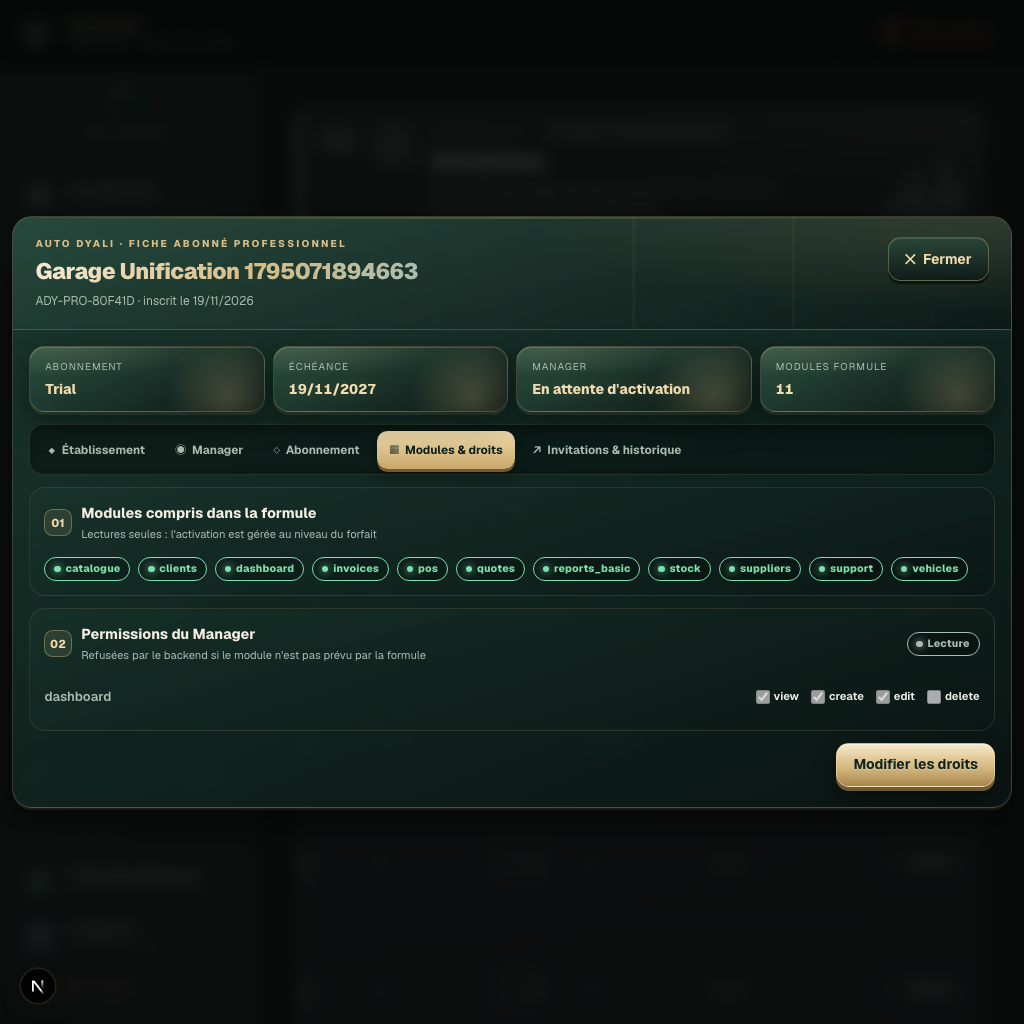 AUTO DYALI · FICHE ABONNÉ PROFESSIONNEL
Garage Unification 1795071894663
ADY-PRO-80F41D · inscrit le 19/11/2026
Fermer
ABONNEMENT
Trial
ÉCHÉANCE
19/11/2027
MANAGER
En attente d'activation
MODULES FORMULE
11
Établissement
Manager
Abonnement
Modules & droits
Invitations & historique
01
Modules compris dans la formule
Lectures seules : l'activation est gérée au niveau du forfait
catalogue
clients
dashboard
invoices
pos
quotes
reports_basic
stock
suppliers
support
vehicles
02
Permissions du Manager
Refusées par le backend si le module n'est pas prévu par la formule
Lecture
dashboard
view
create
edit
delete
Modifier les droits
N